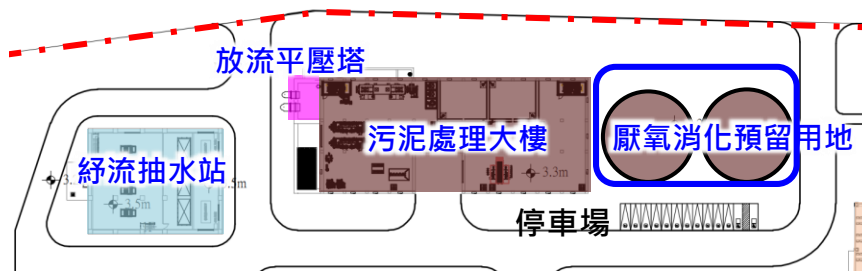 放流平壓塔
污泥處理大樓
厭氧消化預留用地
紓流抽水站
3.5m
3.3m
停車場